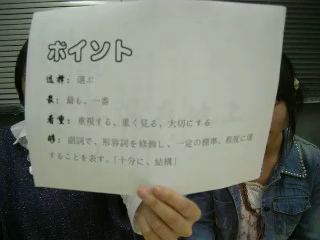 ポイント
选择: 選ぶ
最: 最も、一番
看重: 重視する、重く見る、大切にする
副詞で、形容詞を修飾し、一定の標準、程度に達
することを表す。「十分に、結構」